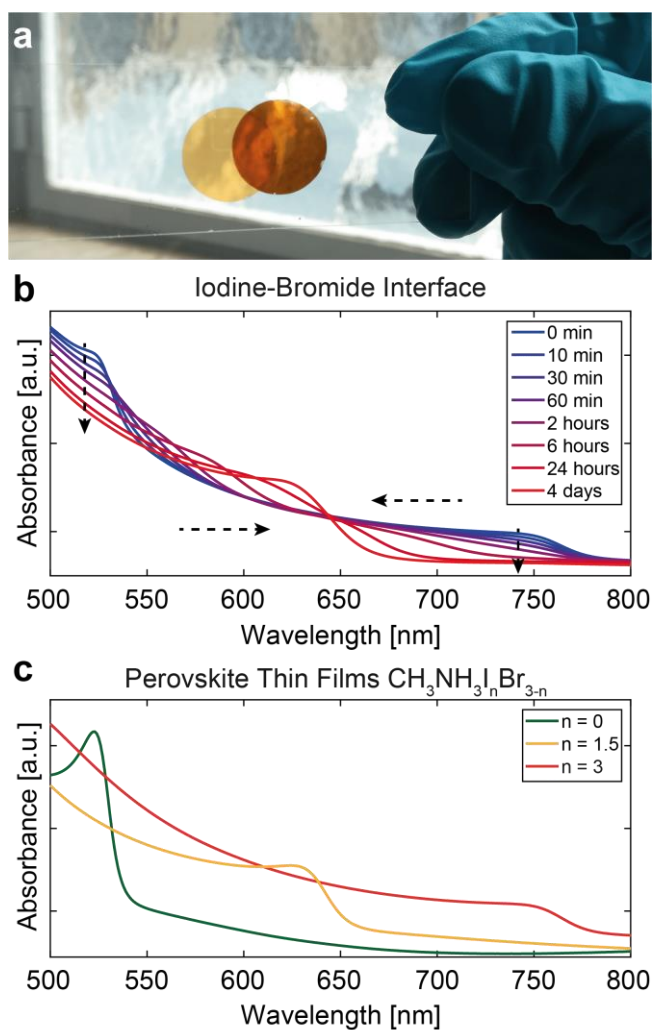 a
b
Iodine-Bromide Interface
Absorbance [a.u.]
0 min
10 min
30 min
60 min
2 hours
6 hours
24 hours
4 days
500 550 600 650 700 750 800
Wavelength [nm]
c
Perovskite Thin Films CH₃NH₃IₙBr₃₋ₙ
Absorbance [a.u.]
n = 0
n = 1.5
n = 3
500 550 600 650 700 750 800
Wavelength [nm]